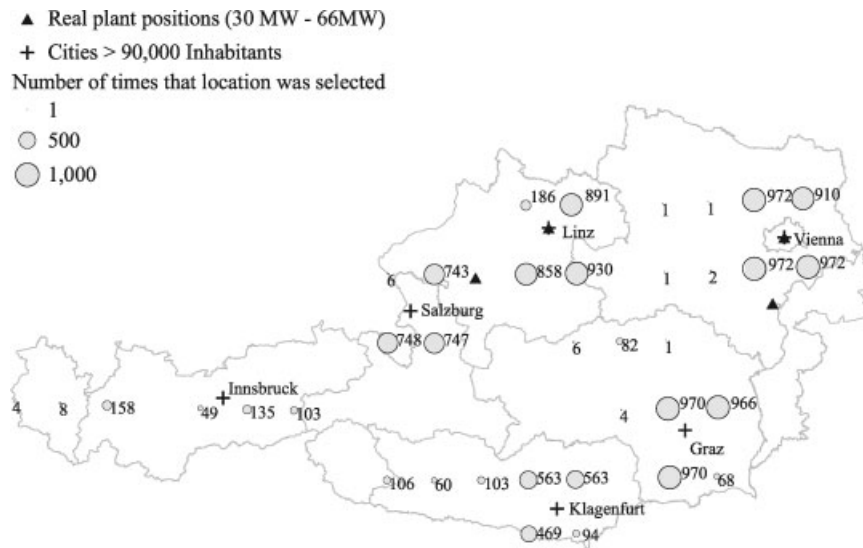 Real plant positions (30 MW - 66MW)
Cities > 90,000 Inhabitants
Number of times that location was selected
1
500
1,000
186 891
972 910
1 1
Linz
Vienna
6 743
858 930
1 2
972 972
Salzburg
748 747
6 82 1
Innsbruck
4 8 158 49 135 103
4 970 966
Graz
106 60 103 563 563
970 68
Klagenfurt
469 94